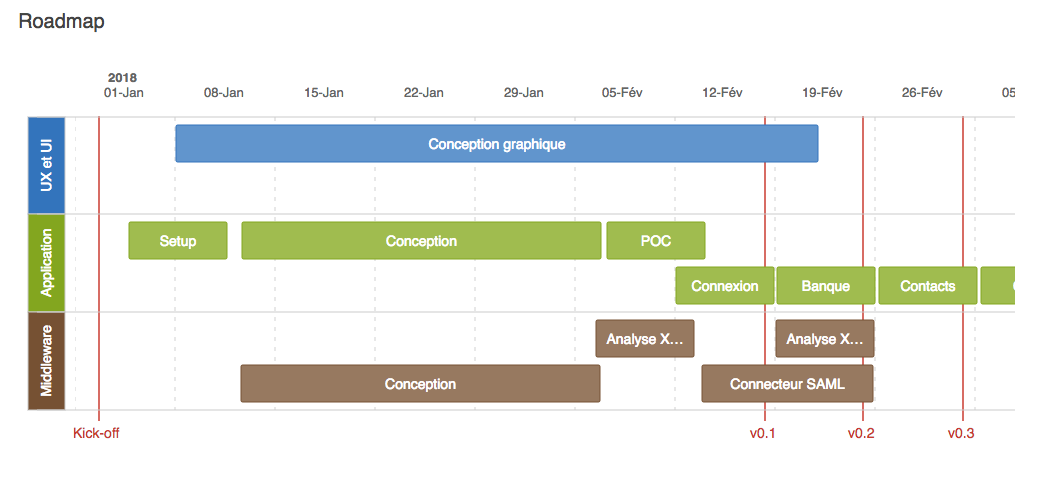 Roadmap
2018
01-Jan 08-Jan 15-Jan 22-Jan 29-Jan 05-Fév 12-Fév 19-Fév 26-Fév 05
UX et UI
Conception graphique
Application
Setup Conception POC
Connexion Banque Contacts
Middleware
Analyse X... Analyse X...
Conception Connecteur SAML
Kick-off v0.1 v0.2 v0.3